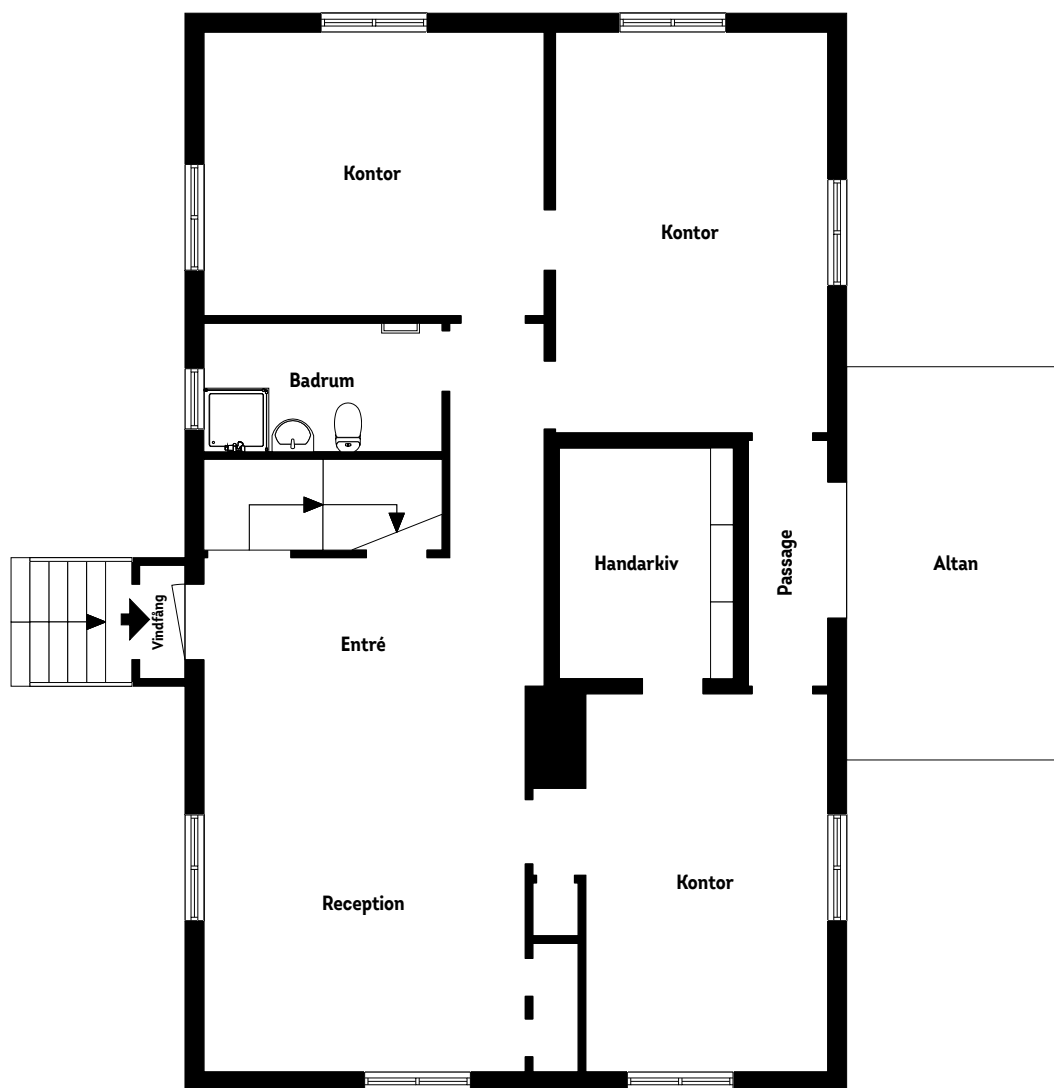 Kontor
Kontor
Badrum
Handarkiv
Passage
Altan
Vindfång
Entré
Kontor
Reception